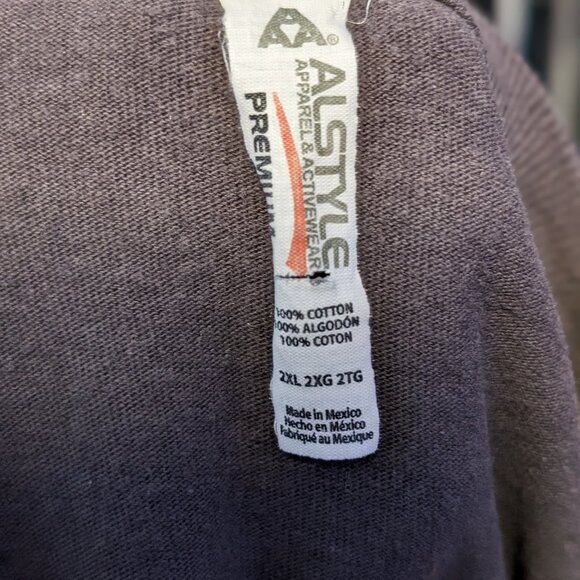 ALSTYLE
APPAREL & ACTIVEWEAR®
PREMIUM
100% COTTON
100% ALGODÓN
100% COTON
2XL 2XG 2TG
Made in Mexico
Hecho en México
Fabriqué au Mexique